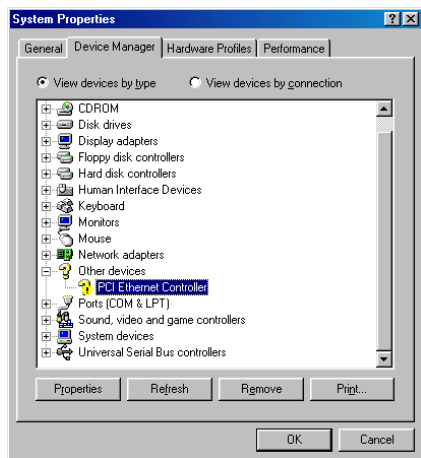 System Properties
General Device Manager Hardware Profiles Performance
View devices by type View devices by connection
CDROM
Disk drives
Display adapters
Floppy disk controllers
Hard disk controllers
Human Interface Devices
Keyboard
Monitors
Mouse
Network adapters
Other devices
PCI Ethernet Controller
Ports (COM & LPT)
Sound, video and game controllers
System devices
Universal Serial Bus controllers
Properties Refresh Remove Print...
OK Cancel